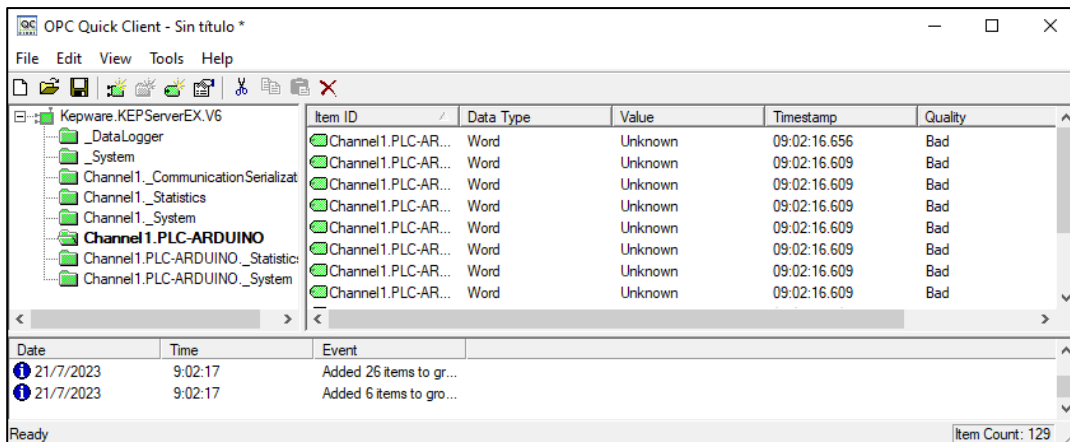 OPC Quick Client - Sin título *
File Edit View Tools Help
Kepware.KEPServerEX.V6
_DataLogger
_System
Channel1._CommunicationSerializat
Channel1._Statistics
Channel1._System
Channel1.PLC-ARDUINO
Channel1.PLC-ARDUINO._Statistics
Channel1.PLC-ARDUINO._System
Item ID Data Type Value Timestamp Quality
Channel1.PLC-AR... Word Unknown 09:02:16.656 Bad
Channel1.PLC-AR... Word Unknown 09:02:16.609 Bad
Channel1.PLC-AR... Word Unknown 09:02:16.609 Bad
Channel1.PLC-AR... Word Unknown 09:02:16.609 Bad
Channel1.PLC-AR... Word Unknown 09:02:16.609 Bad
Channel1.PLC-AR... Word Unknown 09:02:16.609 Bad
Channel1.PLC-AR... Word Unknown 09:02:16.609 Bad
Channel1.PLC-AR... Word Unknown 09:02:16.609 Bad
Date Time Event
21/7/2023 9:02:17 Added 26 items to gr...
21/7/2023 9:02:17 Added 6 items to gro...
Ready Item Count: 129